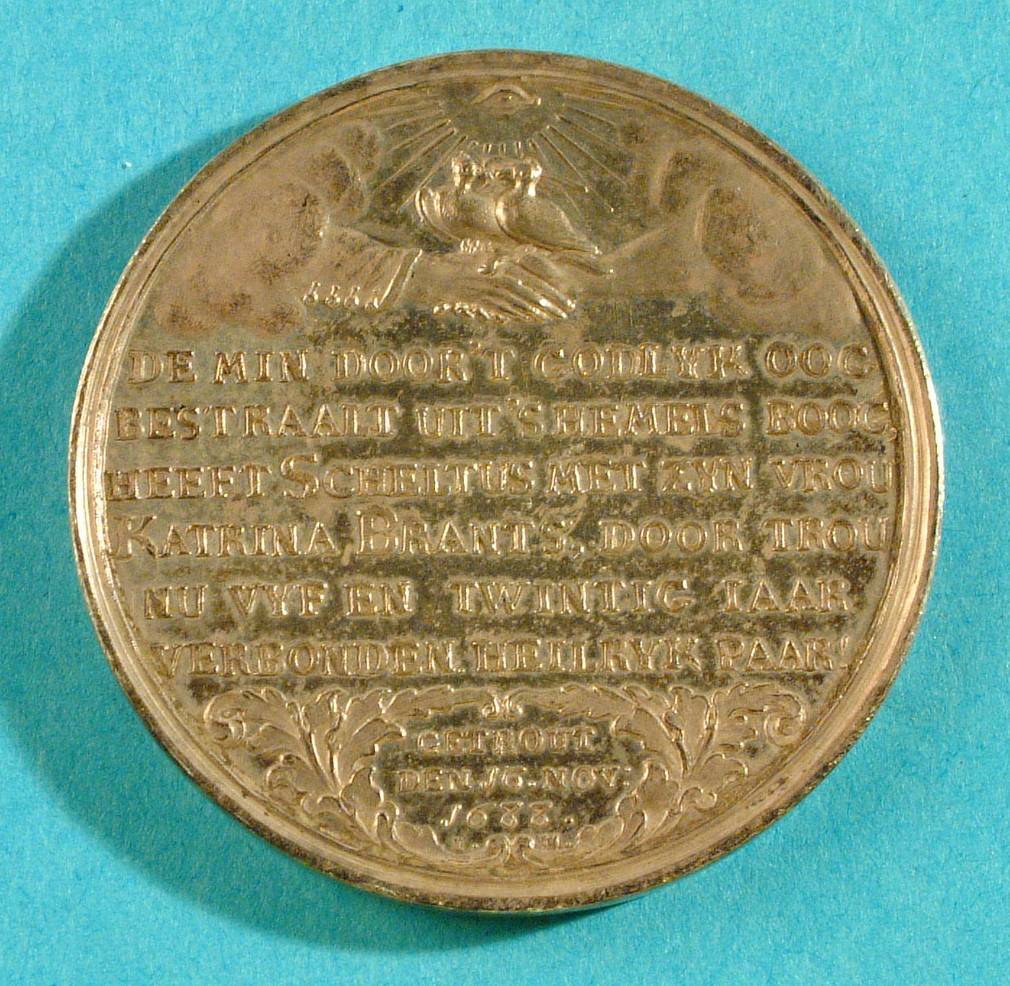 DE MIN DOOR'T GODLYK OOG
BESTRAALT UIT'S HEMELS BOOG,
HEEFT SCHELTUS MET ZYN VROU
KATRINA BRANTS, DOOR TROU
NU VYF EN TWINTIG IAAR
VERBONDEN. HEILRYK PAAR!
GETROUT
DEN 16. NOV:
1688.